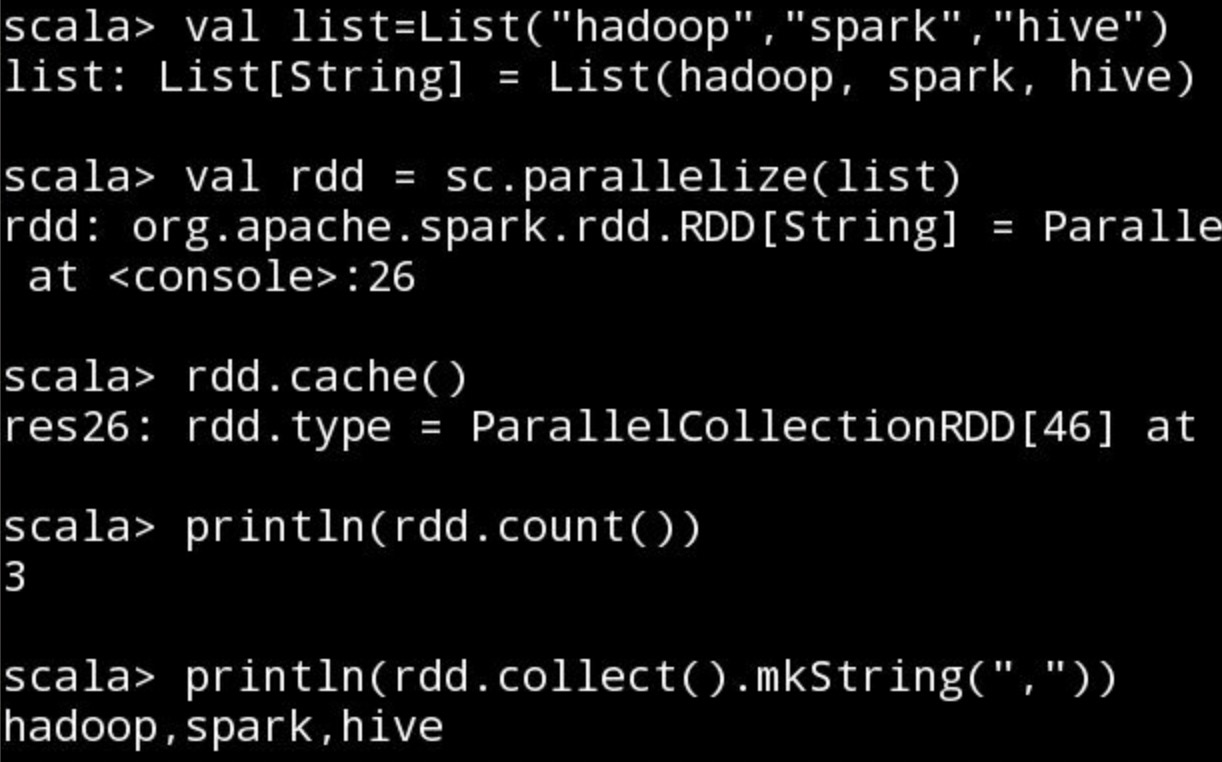 scala> val list=List("hadoop","spark","hive")
list: List[String] = List(hadoop, spark, hive)
scala> val rdd = sc.parallelize(list)
rdd: org.apache.spark.rdd.RDD[String] = Paralle
at <console>:26
scala> rdd.cache()
res26: rdd.type = ParallelCollectionRDD[46] at
scala> println(rdd.count())
3
scala> println(rdd.collect().mkString(","))
hadoop,spark,hive